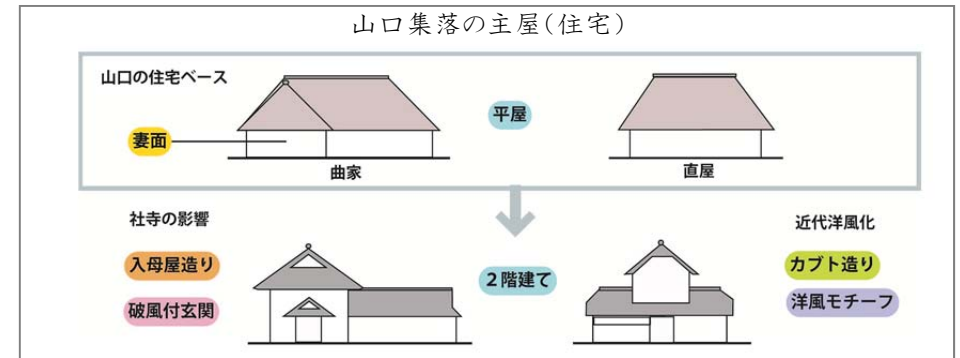 山口集落の主屋(住宅)
山口の住宅ベース
妻面
平屋
曲家
直屋
社寺の影響
近代洋風化
入母屋造り
2階建て
カブト造り
破風付玄関
洋風モチーフ